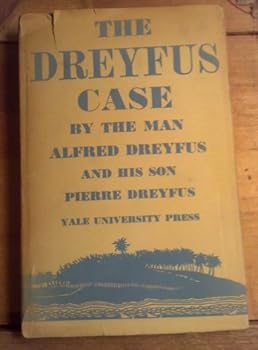 THE
DREYFUS
CASE
BY THE MAN
ALFRED DREYFUS
AND HIS SON
PIERRE DREYFUS
YALE UNIVERSITY PRESS